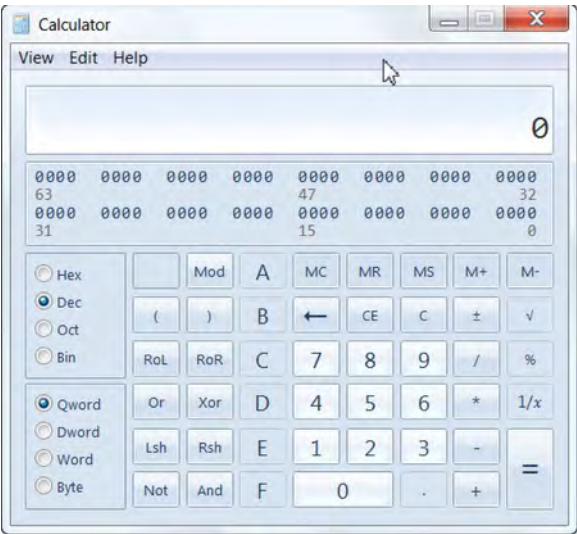 Calculator
View Edit Help
0
0000 0000 0000 0000 0000 0000 0000 0000
63 47 32
0000 0000 0000 0000 0000 0000 0000 0000
31 15 0
Hex Mod A MC MR MS M+ M-
Dec ( ) B ← CE C ± √
Oct
Bin RoL RoR C 7 8 9 / %
Qword Or Xor D 4 5 6 * 1/x
Dword
Word Lsh Rsh E 1 2 3 - =
Byte Not And F 0 . +